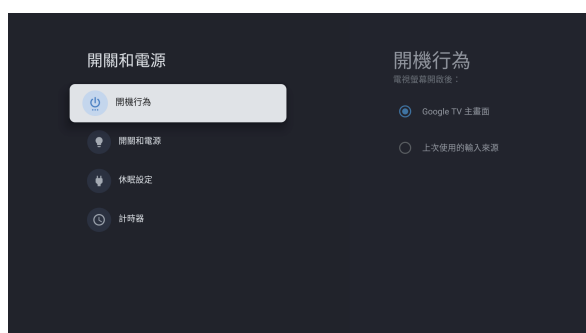 開關和電源
開機行為
開關和電源
休眠設定
計時器
開機行為
電視螢幕開啟後：
Google TV 主畫面
上次使用的輸入來源